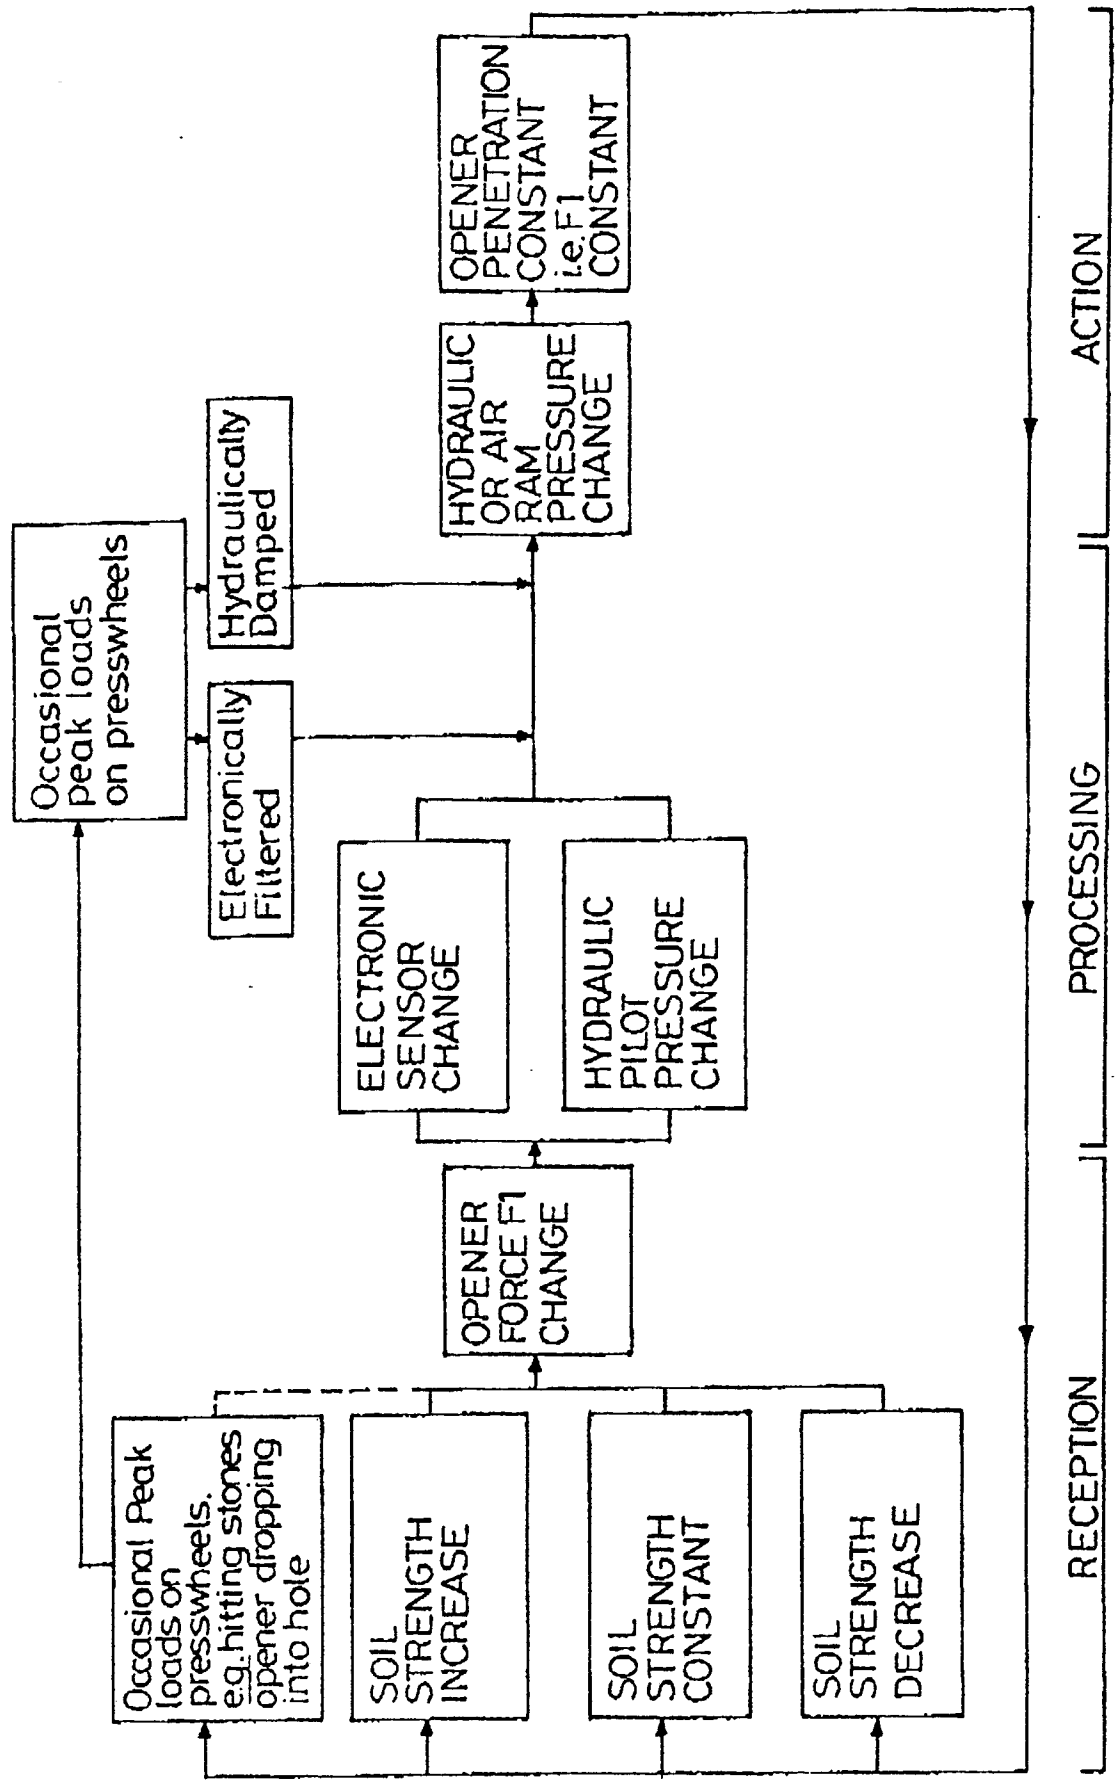 Occasional Peak
loads on
presswheels.
e.g. hitting stones
opener dropping
into hole
SOIL
STRENGTH
INCREASE
SOIL
STRENGTH
CONSTANT
SOIL
STRENGTH
DECREASE
OPENER
FORCE F1
CHANGE
ELECTRONIC
SENSOR
CHANGE
HYDRAULIC
PILOT
PRESSURE
CHANGE
Occasional
peak loads
on presswheels
Electronically
Filtered
Hydraulically
Damped
HYDRAULIC
OR AIR
RAM
PRESSURE
CHANGE
OPENER
PENETRATION
CONSTANT
i.e. F1
CONSTANT
RECEPTION
PROCESSING
ACTION